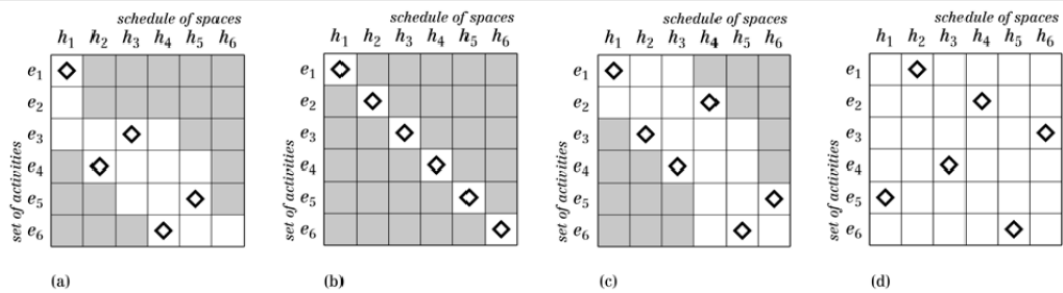 schedule of spaces
h1 h2 h3 h4 h5 h6
set of activities
e1
e2
e3
e4
e5
e6
(a)
schedule of spaces
h1 h2 h3 h4 h5 h6
set of activities
e1
e2
e3
e4
e5
e6
(b)
schedule of spaces
h1 h2 h3 h4 h5 h6
set of activities
e1
e2
e3
e4
e5
e6
(c)
schedule of spaces
h1 h2 h3 h4 h5 h6
set of activities
e1
e2
e3
e4
e5
e6
(d)